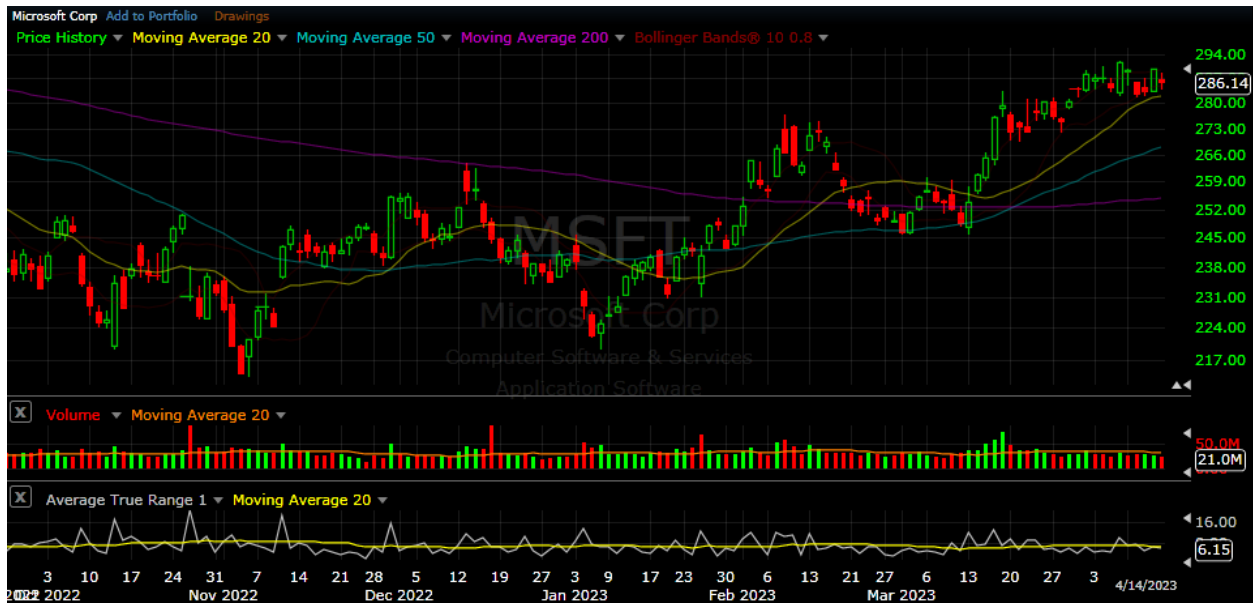 Microsoft Corp Add to Portfolio Drawings
Price History Moving Average 20 Moving Average 50 Moving Average 200 Bollinger Bands® 10 0.8
294.00
286.14
280.00
273.00
266.00
259.00
252.00
MSFT
245.00
238.00
231.00
Microsoft Corp
224.00
Computer Software & Services
217.00
Application Software
X Volume Moving Average 20
50.0M
21.0M
X Average True Range 1 Moving Average 20
16.00
6.15
3 10 17 24 31 7 14 21 28 5 12 19 27 3 9 17 23 30 6 13 21 27 6 13 20 27 3 4/14/2023
Oct 2022 Nov 2022 Dec 2022 Jan 2023 Feb 2023 Mar 2023